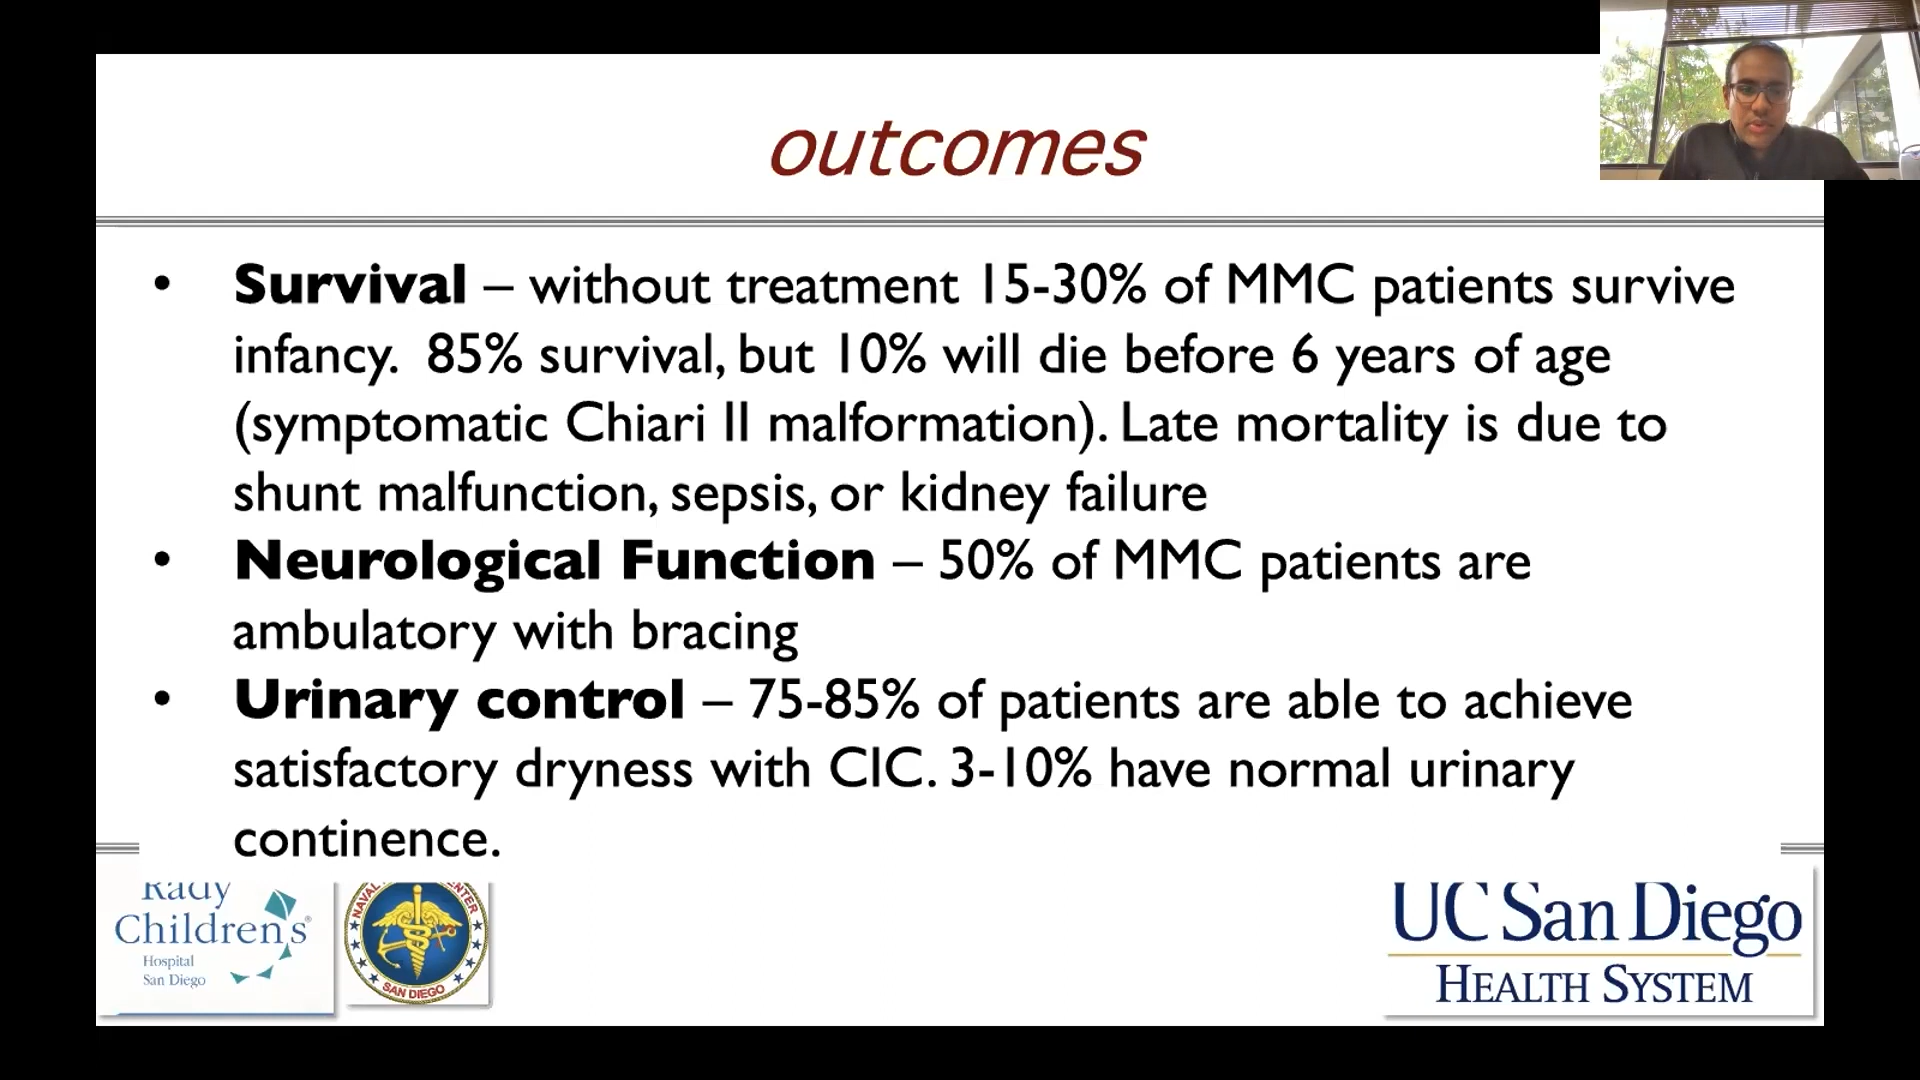 outcomes
• Survival – without treatment 15-30% of MMC patients survive
infancy.  85% survival, but 10% will die before 6 years of age
(symptomatic Chiari II malformation). Late mortality is due to
shunt malfunction, sepsis, or kidney failure
• Neurological Function – 50% of MMC patients are
ambulatory with bracing
• Urinary control – 75-85% of patients are able to achieve
satisfactory dryness with CIC. 3-10% have normal urinary
continence.
Rady
Children's®
Hospital
San Diego
NAVAL
SAN DIEGO
UC San Diego
HEALTH SYSTEM